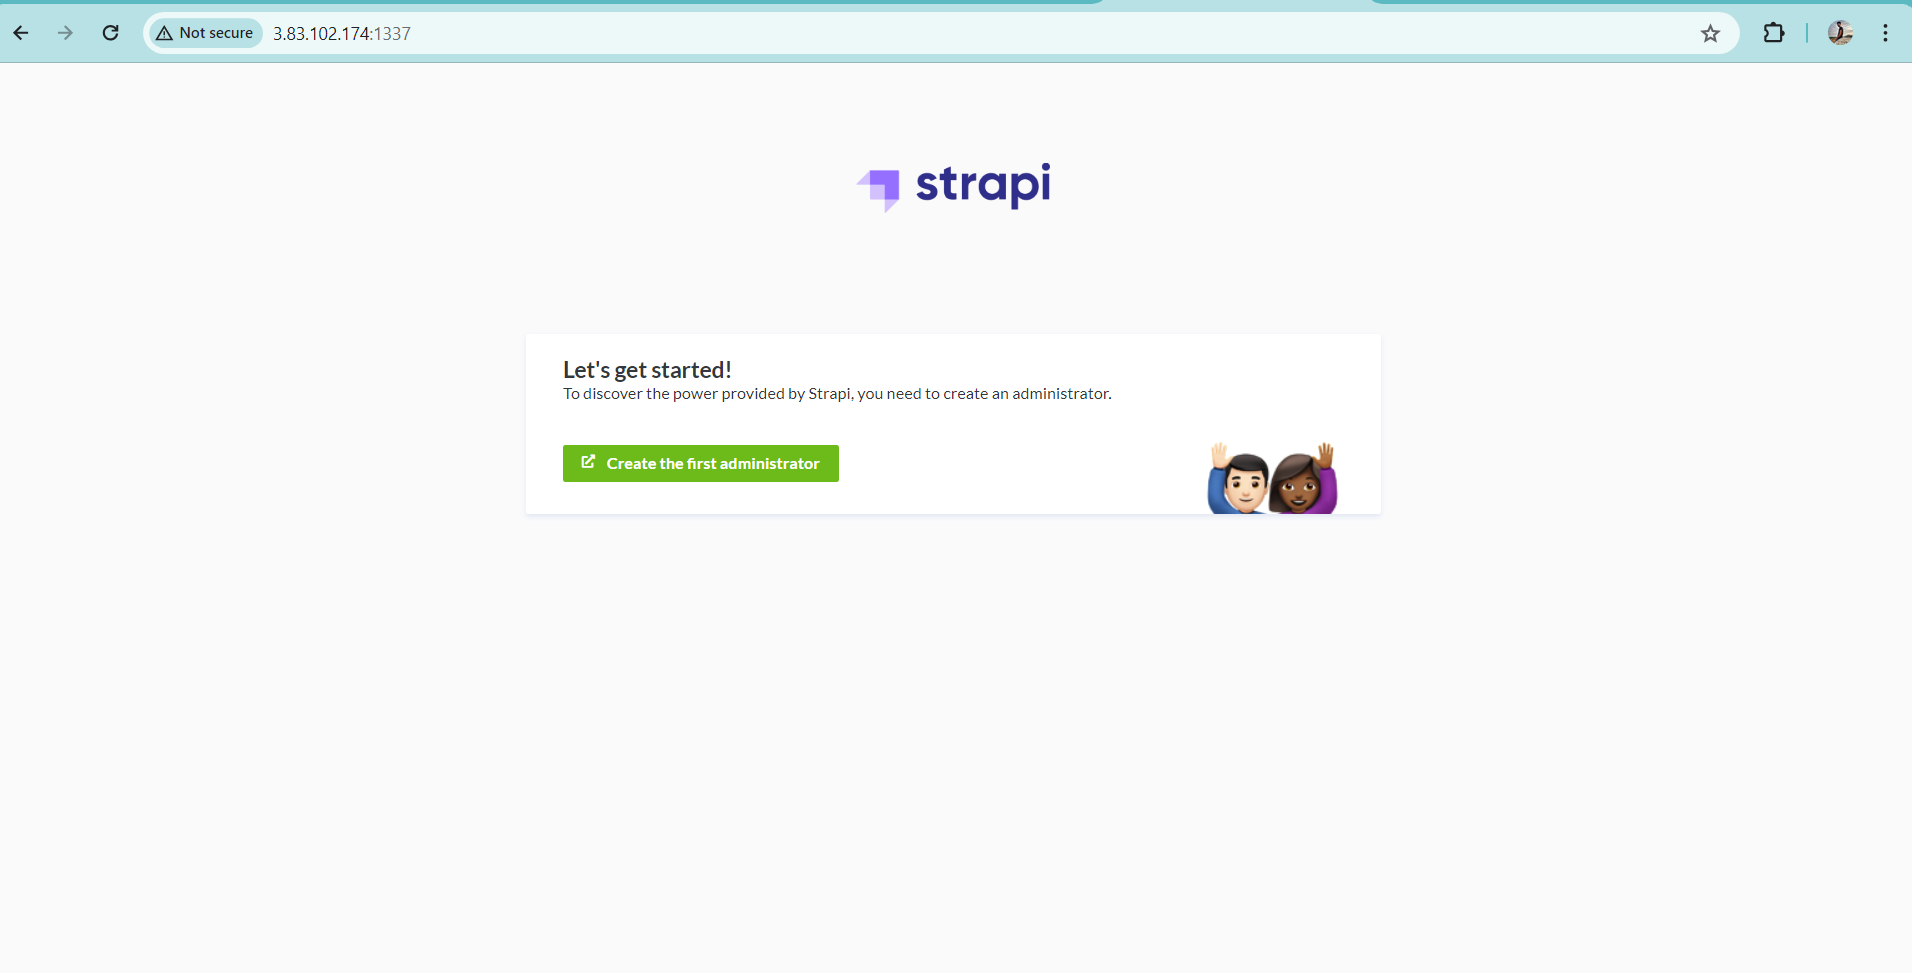 Not secure
3.83.102.174:1337
strapi
Let's get started!
To discover the power provided by Strapi, you need to create an administrator.
Create the first administrator